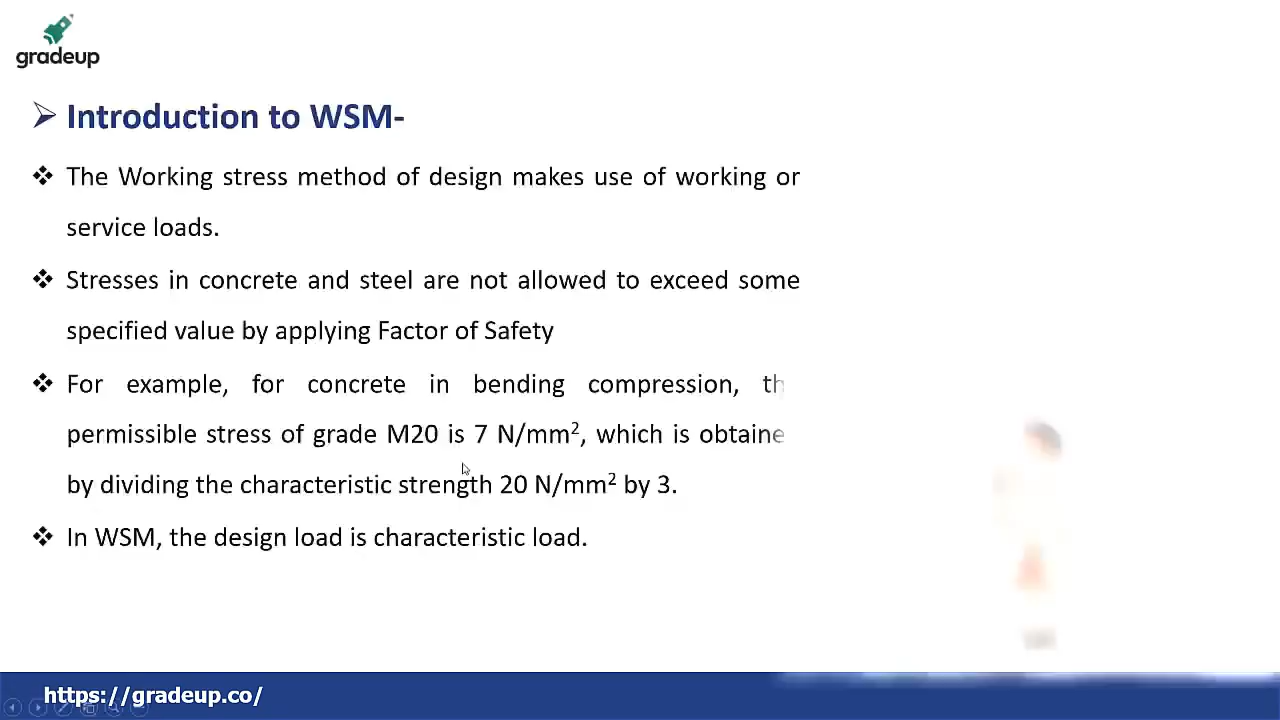 gradeup
Introduction to WSM-
The Working stress method of design makes use of working or
service loads.
Stresses in concrete and steel are not allowed to exceed some
specified value by applying Factor of Safety
For example, for concrete in bending compression, th
permissible stress of grade M20 is 7 N/mm², which is obtaine
by dividing the characteristic strength 20 N/mm² by 3.
In WSM, the design load is characteristic load.
https://gradeup.co/